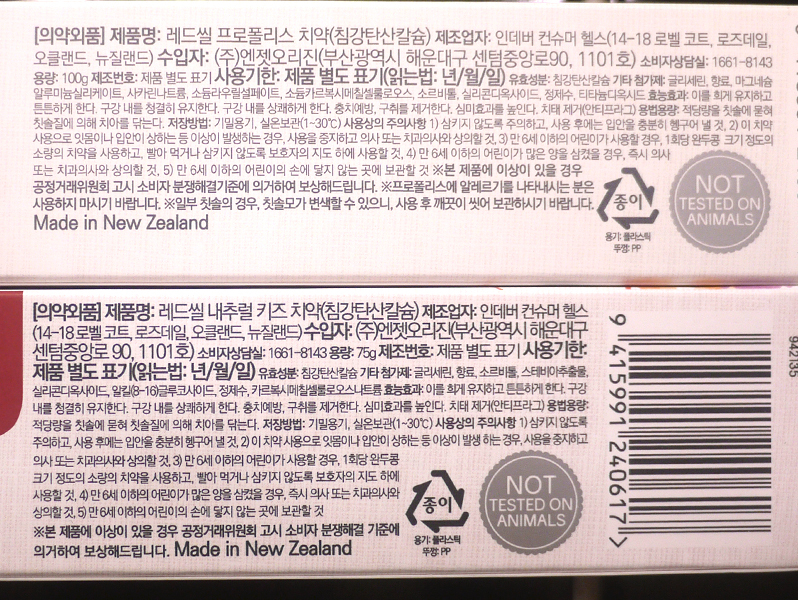 [의약외품] 제품명: 레드씰 프로폴리스 치약(침강탄산칼슘) 제조업자: 인데버 컨슈머 헬스(14-18 로벨 코트, 로즈데일,
오클랜드, 뉴질랜드) 수입자: (주)엔젯오리진(부산광역시 해운대구 센텀중앙로90, 1101호) 소비자상담실: 1661-8143
용량: 100g 제조번호: 제품 별도 표기 사용기한: 제품 별도 표기(읽는법: 년/월/일) 유효성분: 침강탄산칼슘 기타 첨가제: 글리세린, 향료, 마그네슘
알루미늄실리케이트, 사카린나트륨, 소듐라우릴설페이트, 소듐카르복시메틸셀룰로오스, 소르비톨, 실리콘디옥사이드, 정제수, 티타늄디옥사이드 효능효과: 이를 희게 유지하고
튼튼하게 한다. 구강 내를 청결히 유지한다. 구강 내를 상쾌하게 한다. 충치예방, 구취를 제거한다. 심미효과를 높인다. 치태 제거(안티프라그) 용법용량: 적당량을 칫솔에 묻혀
칫솔질에 의해 치아를 닦는다. 저장방법: 기밀용기, 실온보관(1~30℃) 사용상의 주의사항 1) 삼키지 않도록 주의하고, 사용 후에는 입안을 충분히 헹구어 낼 것, 2) 이 치약
사용으로 잇몸이나 입안이 상하는 등 이상이 발생하는 경우, 사용을 중지하고 의사 또는 치과의사와 상의할 것, 3) 만 6세 이하의 어린이가 사용할 경우, 1회당 완두콩 크기 정도의
소량의 치약을 사용하고, 빨아 먹거나 삼키지 않도록 보호자의 지도 하에 사용할 것, 4) 만 6세 이하의 어린이가 많은 양을 삼켰을 경우, 즉시 의사
또는 치과의사와 상의할 것, 5) 만 6세 이하의 어린이의 손에 닿지 않는 곳에 보관할 것 ※본 제품에 이상이 있을 경우
공정거래위원회 고시 소비자 분쟁해결기준에 의거하여 보상해드립니다. ※프로폴리스에 알레르기를 나타내시는 분은
사용하지 마시기 바랍니다. ※일부 칫솔의 경우, 칫솔모가 변색할 수 있으니, 사용 후 깨끗이 씻어 보관하시기 바랍니다.
Made in New Zealand
종이
용기: 플라스틱
뚜껑: PP
NOT
TESTED ON
ANIMALS
[의약외품] 제품명: 레드씰 내추럴 키즈 치약(침강탄산칼슘) 제조업자: 인데버 컨슈머 헬스
(14-18 로벨 코트, 로즈데일, 오클랜드, 뉴질랜드) 수입자: (주)엔젯오리진(부산광역시 해운대구
센텀중앙로 90, 1101호) 소비자상담실: 1661-8143 용량: 75g 제조번호: 제품 별도 표기 사용기한:
제품 별도 표기(읽는법: 년/월/일) 유효성분: 침강탄산칼슘 기타 첨가제: 글리세린, 향료, 소르비톨, 스테비아추출물,
실리콘디옥사이드, 알킬(8-16)글루코사이드, 정제수, 카르복시메틸셀룰로오스나트륨 효능효과: 이를 희게 유지하고 튼튼하게 한다. 구강
내를 청결히 유지한다. 구강 내를 상쾌하게 한다. 충치예방, 구취를 제거한다. 심미효과를 높인다. 치태 제거(안티프라그) 용법용량:
적당량을 칫솔에 묻혀 칫솔질에 의해 치아를 닦는다. 저장방법: 기밀용기, 실온보관(1-30℃) 사용상의 주의사항 1) 삼키지 않도록
주의하고, 사용 후에는 입안을 충분히 헹구어 낼 것, 2) 이 치약 사용으로 잇몸이나 입안이 상하는 등 이상이 발생 하는 경우, 사용을 중지하고
의사 또는 치과의사와 상의할 것, 3) 만 6세 이하의 어린이가 사용할 경우, 1회당 완두콩
크기 정도의 소량의 치약을 사용하고, 빨아 먹거나 삼키지 않도록 보호자의 지도 하에
사용할 것, 4) 만 6세 이하의 어린이가 많은 양을 삼켰을 경우, 즉시 의사 또는 치과의사와
상의할 것, 5) 만 6세 이하의 어린이의 손에 닿지 않는 곳에 보관할 것
※본 제품에 이상이 있을 경우 공정거래위원회 고시 소비자 분쟁해결 기준에
의거하여 보상해드립니다. Made in New Zealand
종이
용기: 플라스틱
뚜껑: PP
NOT
TESTED ON
ANIMALS
9 415991 240617 >
942135